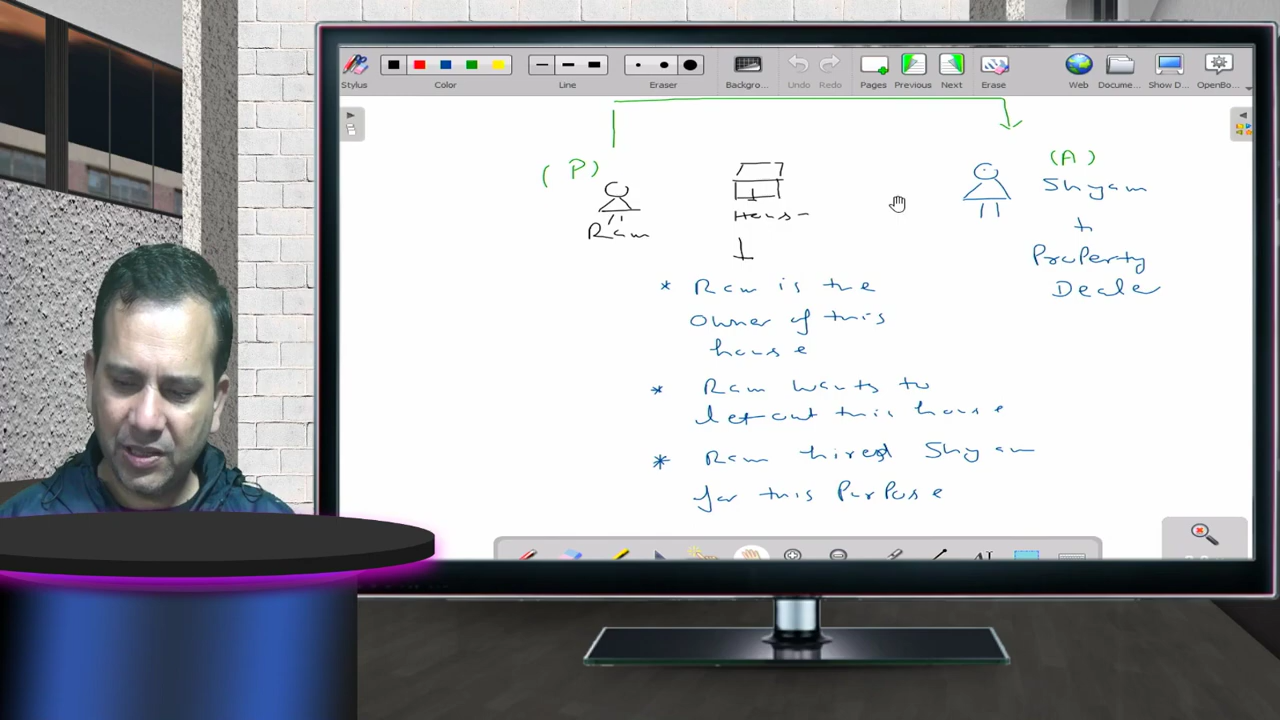 Stylus
Color
Line
Eraser
Backgro...
Undo
Redo
Pages
Previous
Next
Erase
Web
Docume...
Show D...
OpenBo...
(P)
(A)
Ram
Shyam
+
Property
Dealer
* Ram is the
owner of this
house
* Ram wants to
let out this house
* Ram hired Shyam
for this Purpose